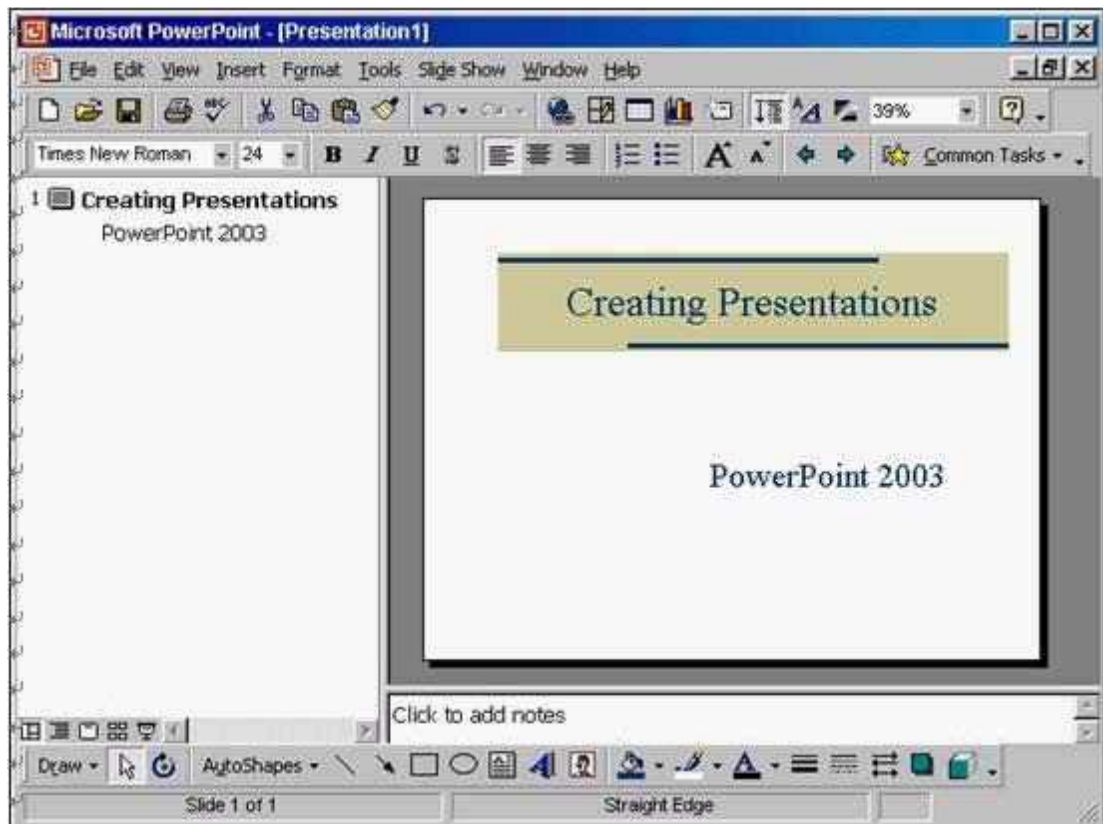 Microsoft PowerPoint - [Presentation1]
File Edit View Insert Format Tools Slide Show Window Help
39%
Times New Roman 24 B I U S A A Common Tasks
1 Creating Presentations
PowerPoint 2003
Creating Presentations
PowerPoint 2003
Click to add notes
Draw AutoShapes
Slide 1 of 1 Straight Edge